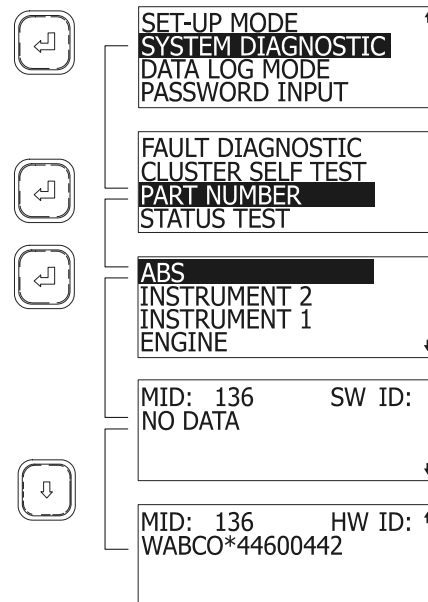 SET-UP MODE
SYSTEM DIAGNOSTIC
DATA LOG MODE
PASSWORD INPUT
FAULT DIAGNOSTIC
CLUSTER SELF TEST
PART NUMBER
STATUS TEST
ABS
INSTRUMENT 2
INSTRUMENT 1
ENGINE
MID: 136 SW ID:
NO DATA
MID: 136 HW ID:
WABCO*44600442